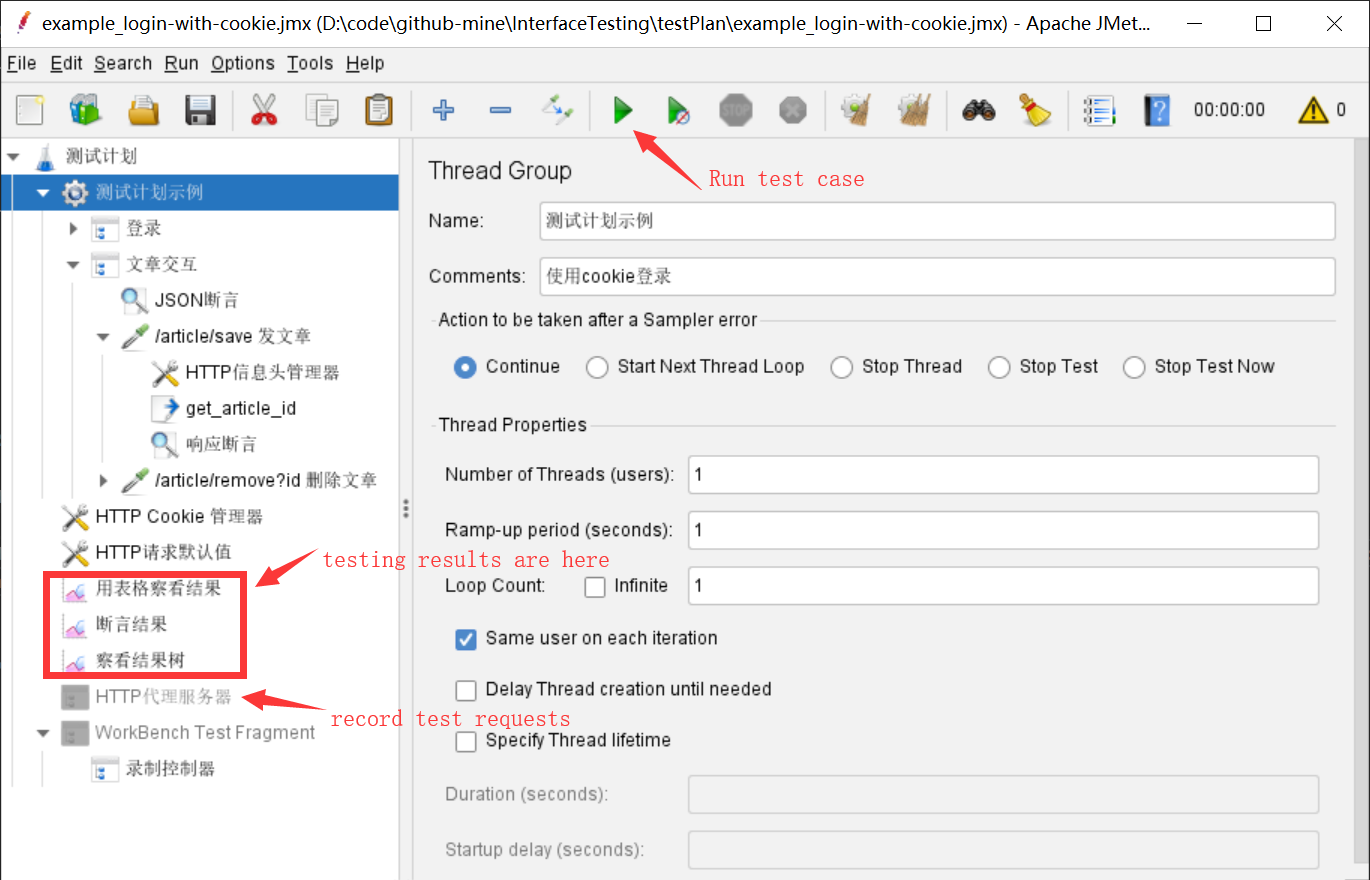 example_login-with-cookie.jmx (D:\code\github-mine\InterfaceTesting\testPlan\example_login-with-cookie.jmx) - Apache JMet...
File Edit Search Run Options Tools Help
STOP
00:00:00
0
测试计划
测试计划示例
登录
文章交互
JSON断言
/article/save 发文章
HTTP信息头管理器
get_article_id
响应断言
/article/remove?id 删除文章
HTTP Cookie 管理器
HTTP请求默认值
用表格察看结果
断言结果
察看结果树
HTTP代理服务器
WorkBench Test Fragment
录制控制器
testing results are here
record test requests
Run test case
Thread Group
Name: 测试计划示例
Comments: 使用cookie登录
Action to be taken after a Sampler error
Continue Start Next Thread Loop Stop Thread Stop Test Stop Test Now
Thread Properties
Number of Threads (users): 1
Ramp-up period (seconds): 1
Loop Count: Infinite 1
Same user on each iteration
Delay Thread creation until needed
Specify Thread lifetime
Duration (seconds):
Startup delay (seconds):